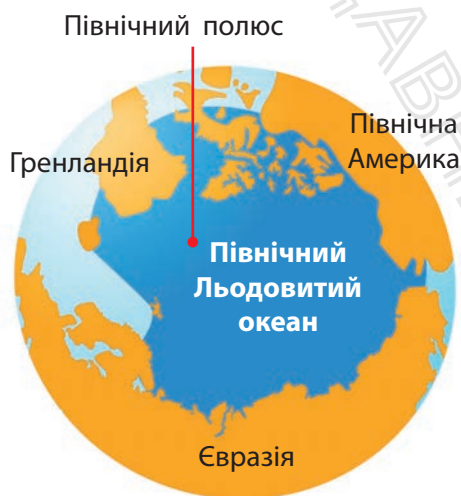 Північний полюс
Гренландія
Північна
Америка
Північний
Льодовитий
океан
Євразія